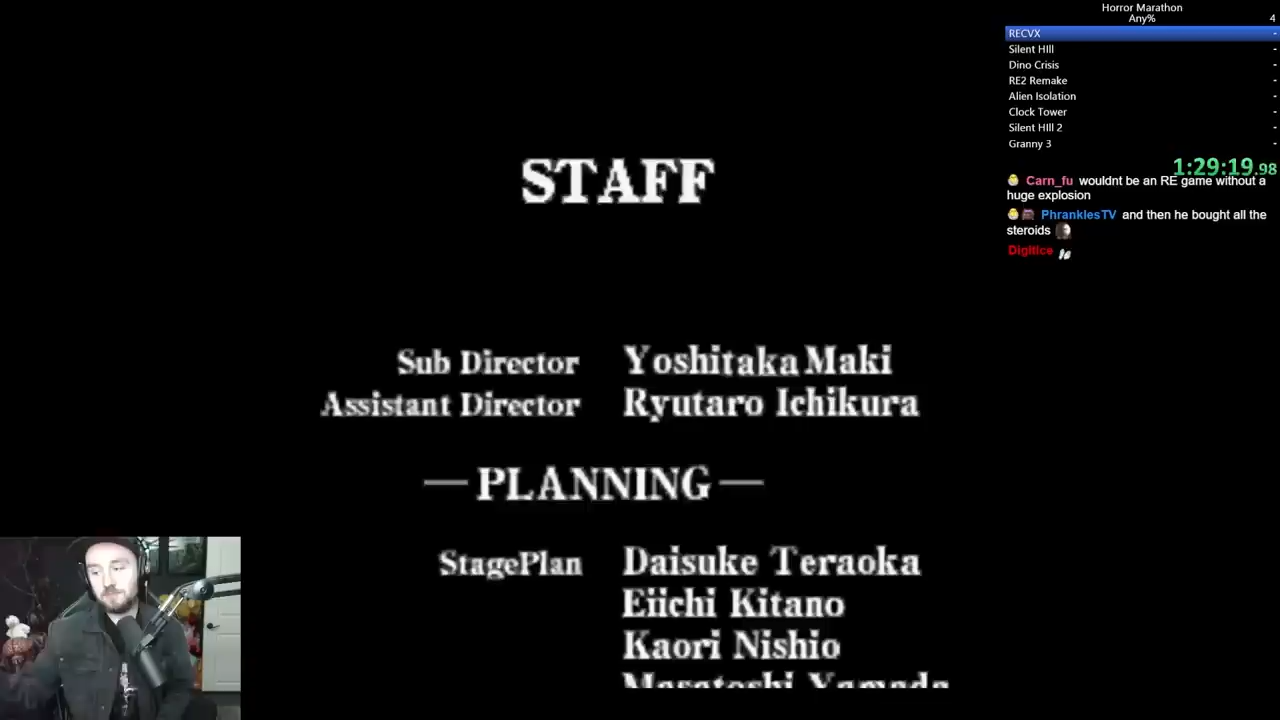 Horror Marathon
Any%
4
RECVX -
Silent HIll -
Dino Crisis -
RE2 Remake -
Alien Isolation -
Clock Tower -
Silent HIll 2 -
Granny 3 -
1:29:19.98
Carn_fu wouldnt be an RE game without a
huge explosion
PhranklesTV and then he bought all the
steroids
Digitice
STAFF
Sub Director Yoshitaka Maki
Assistant Director Ryutaro Ichikura
— PLANNING —
StagePlan Daisuke Teraoka
Eiichi Kitano
Kaori Nishio
Masatoshi Yamada